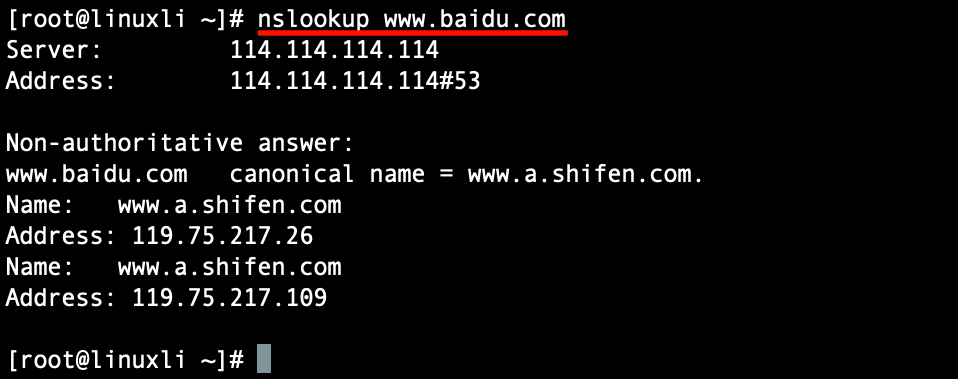 [root@linuxli ~]# nslookup www.baidu.com
Server:         114.114.114.114
Address:        114.114.114.114#53

Non-authoritative answer:
www.baidu.com   canonical name = www.a.shifen.com.
Name:   www.a.shifen.com
Address: 119.75.217.26
Name:   www.a.shifen.com
Address: 119.75.217.109

[root@linuxli ~]#